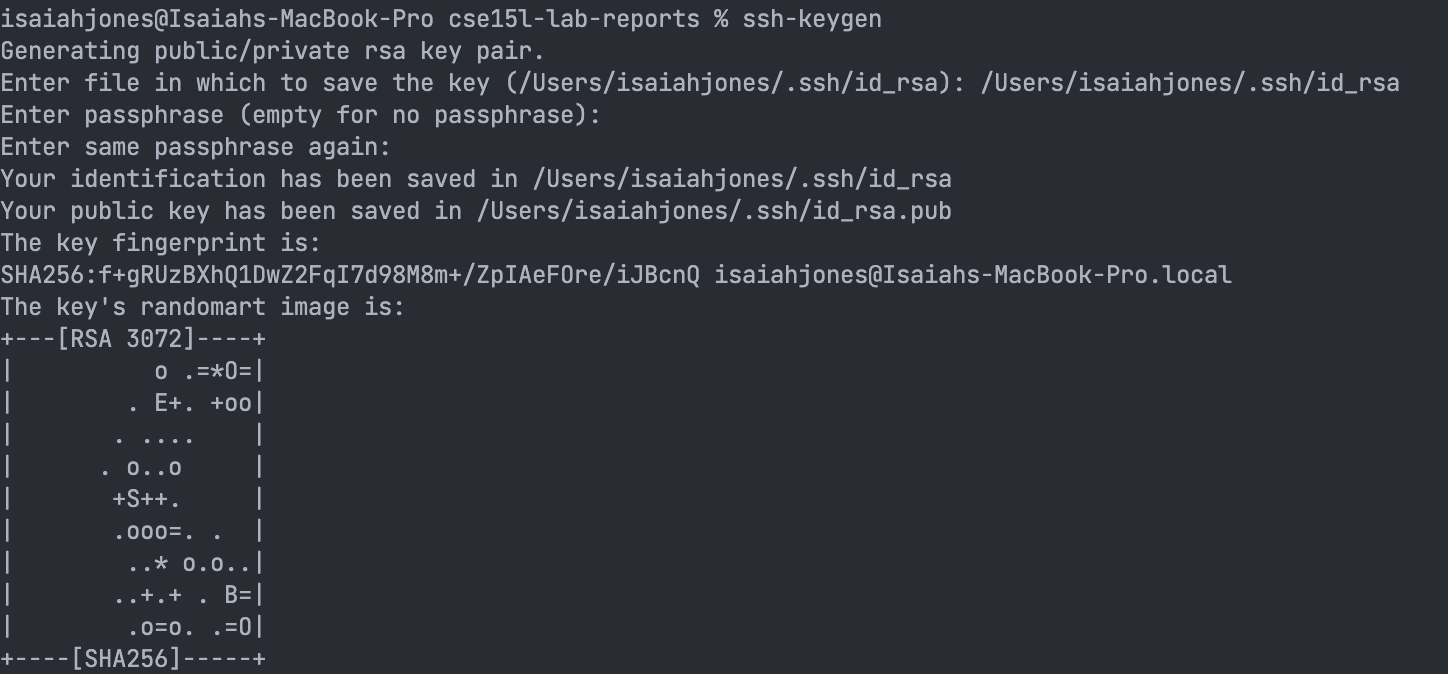 isaiahjones@Isaiahs-MacBook-Pro cse15l-lab-reports % ssh-keygen
Generating public/private rsa key pair.
Enter file in which to save the key (/Users/isaiahjones/.ssh/id_rsa): /Users/isaiahjones/.ssh/id_rsa
Enter passphrase (empty for no passphrase):
Enter same passphrase again:
Your identification has been saved in /Users/isaiahjones/.ssh/id_rsa
Your public key has been saved in /Users/isaiahjones/.ssh/id_rsa.pub
The key fingerprint is:
SHA256:f+gRUzBXhQ1DwZ2FqI7d98M8m+/ZpIAeFOre/iJBcnQ isaiahjones@Isaiahs-MacBook-Pro.local
The key's randomart image is:
+---[RSA 3072]----+
|          o .=*O=|
|        . E+. +oo|
|       . ....    |
|      . o..o     |
|       +S++.     |
|       .ooo=. .  |
|        ..* o.o..|
|       ..+.+ . B=|
|        .o=o. .=O|
+----[SHA256]-----+